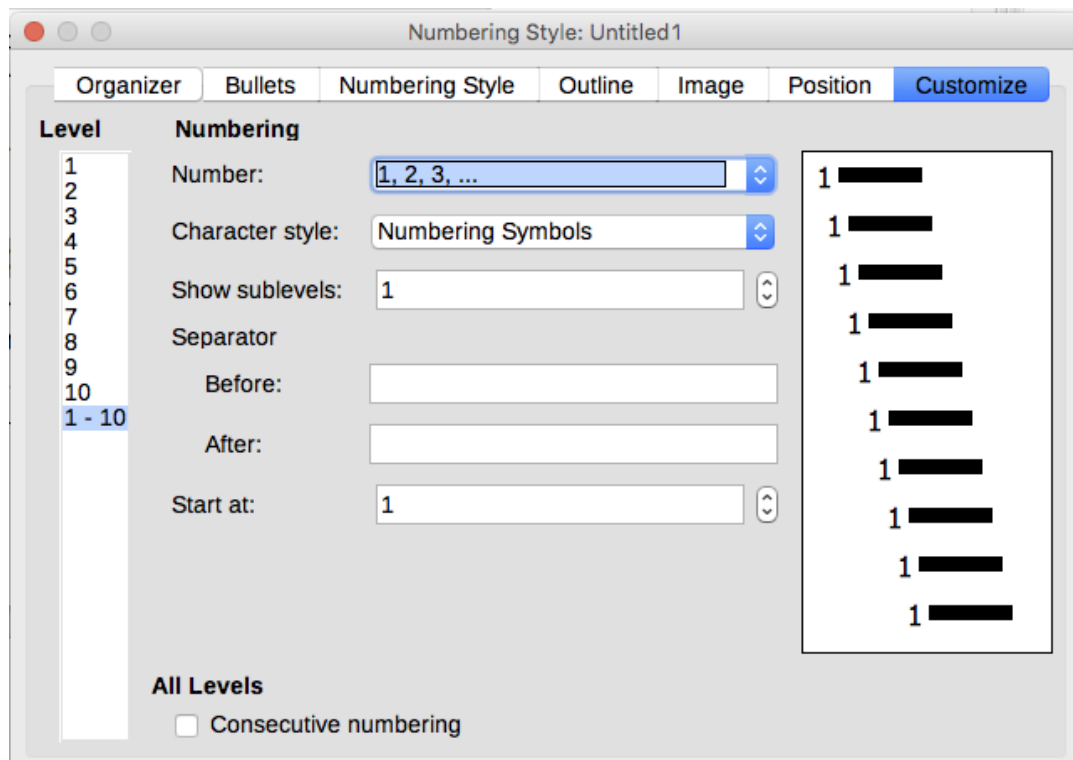 Numbering Style: Untitled1
Organizer Bullets Numbering Style Outline Image Position Customize
Level Numbering
1
2
3
4
5
6
7
8
9
10
1 - 10
Number: 1, 2, 3, ...
Character style: Numbering Symbols
Show sublevels: 1
Separator
Before:
After:
Start at: 1
1
1
1
1
1
1
1
1
1
1
All Levels
Consecutive numbering